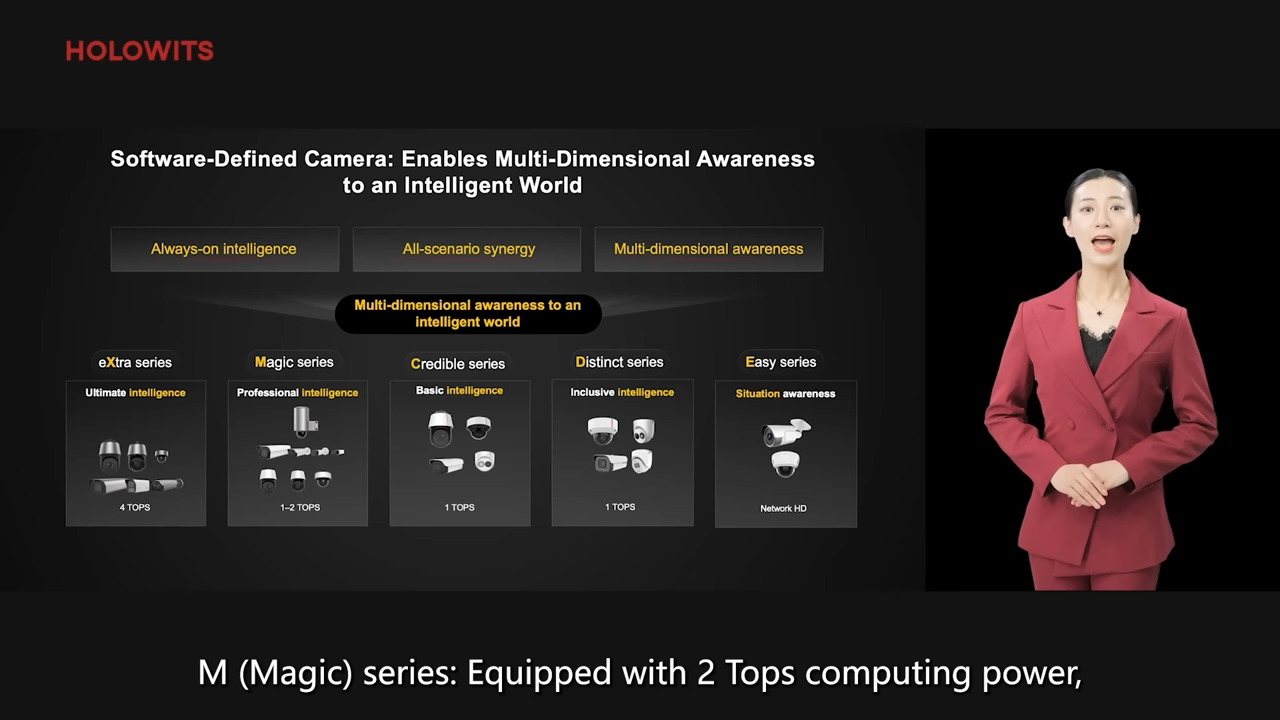 HOLOWITS
Software-Defined Camera: Enables Multi-Dimensional Awareness
to an Intelligent World
Always-on intelligence
All-scenario synergy
Multi-dimensional awareness
Multi-dimensional awareness to an
intelligent world
eXtra series
Magic series
Credible series
Distinct series
Easy series
Ultimate intelligence
Professional intelligence
Basic intelligence
Inclusive intelligence
Situation awareness
4 TOPS
1–2 TOPS
1 TOPS
1 TOPS
Network HD
M (Magic) series: Equipped with 2 Tops computing power,